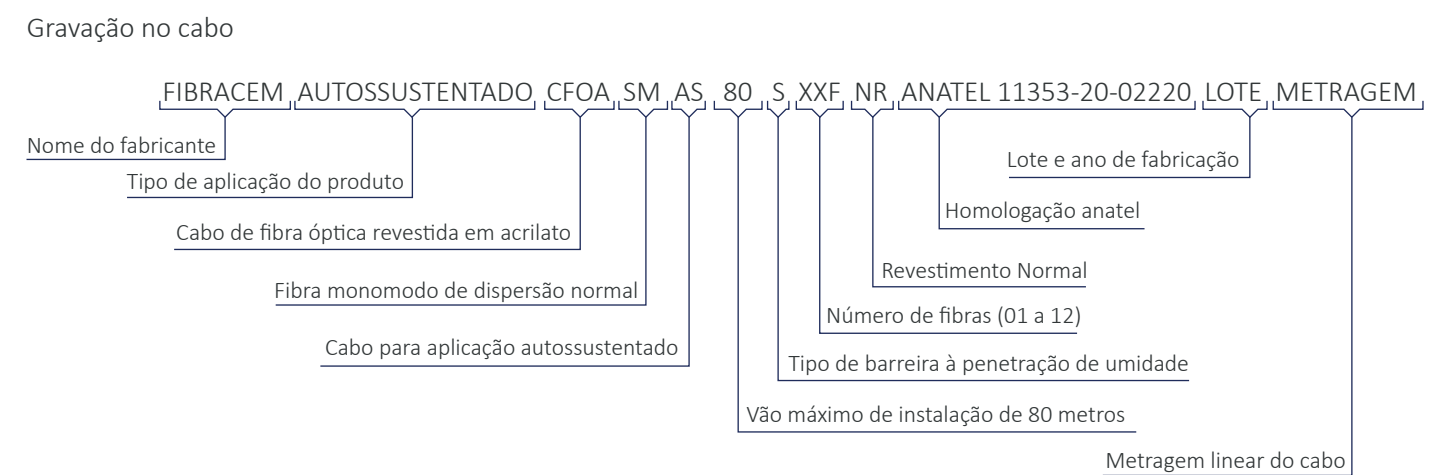 Gravação no cabo
FIBRACEM AUTOSSUSTENTADO CFOA SM AS 80 S XXF NR ANATEL 11353-20-02220 LOTE METRAGEM
Nome do fabricante
Lote e ano de fabricação
Tipo de aplicação do produto
Homologação anatel
Cabo de fibra óptica revestida em acrilato
Revestimento Normal
Fibra monomodo de dispersão normal
Número de fibras (01 a 12)
Cabo para aplicação autossustentado
Tipo de barreira à penetração de umidade
Vão máximo de instalação de 80 metros
Metragem linear do cabo